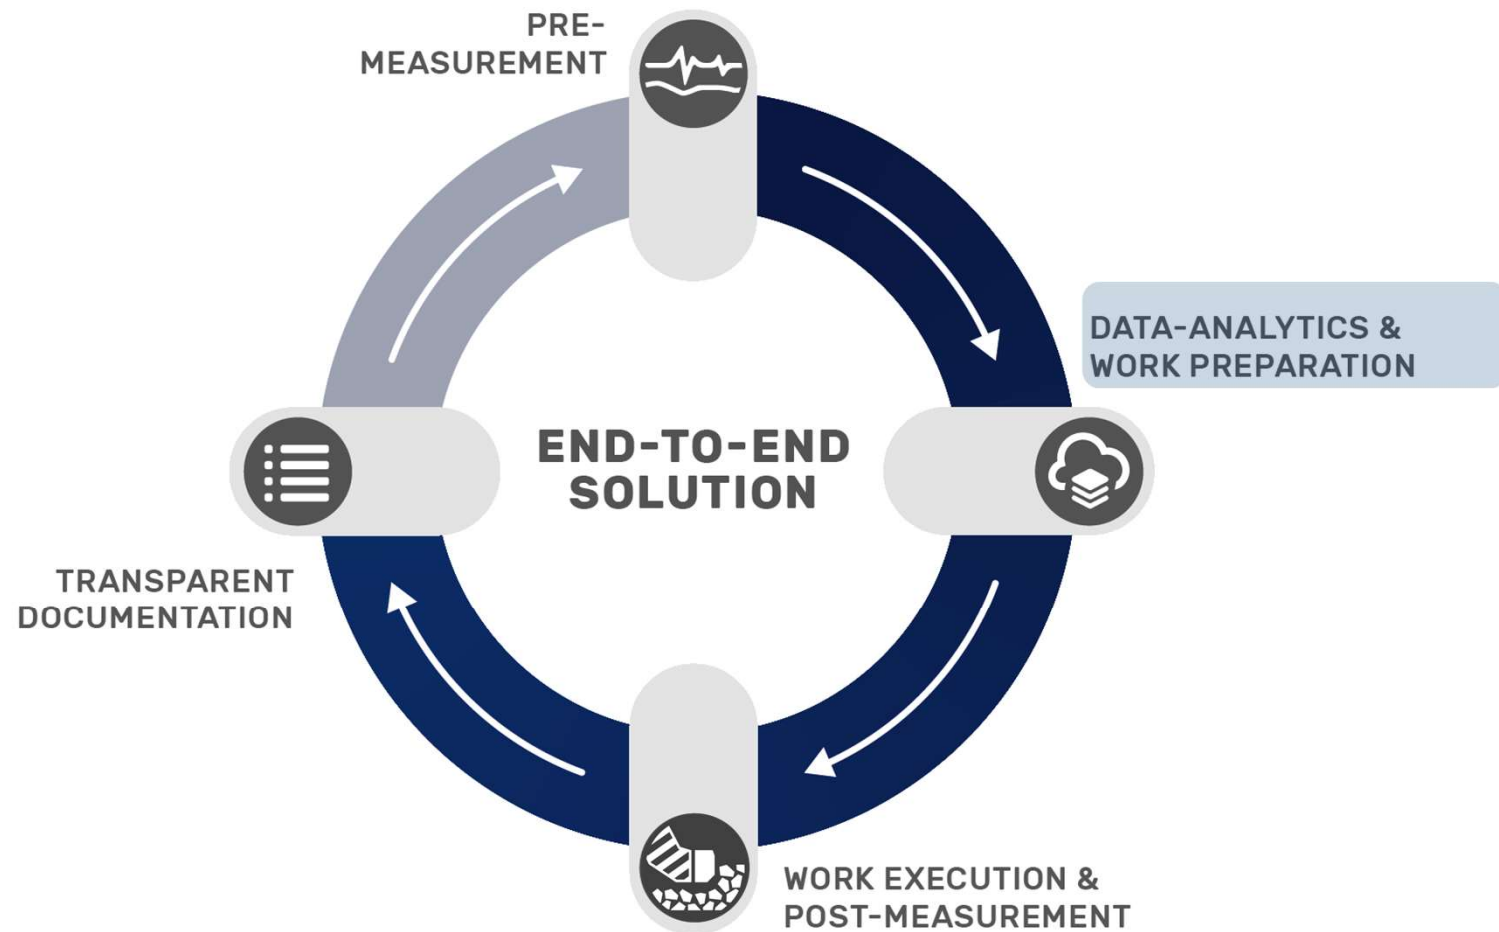 PRE-
MEASUREMENT
DATA-ANALYTICS &
WORK PREPARATION
END-TO-END
SOLUTION
TRANSPARENT
DOCUMENTATION
WORK EXECUTION &
POST-MEASUREMENT